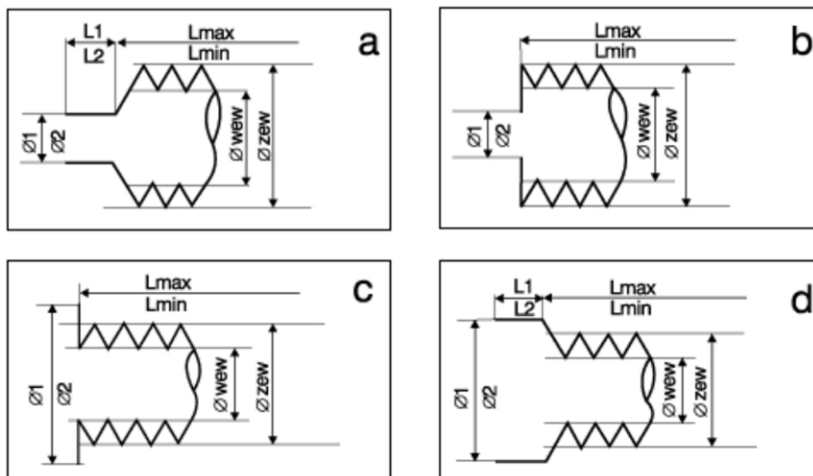 L1 Lmax
L2 Lmin
a
Ø1
Ø2
Ø wew
Ø zew
Lmax
Lmin
b
Ø1
Ø2
Ø wew
Ø zew
Lmax
Lmin
c
Ø1
Ø2
Ø wew
Ø zew
L1 Lmax
L2 Lmin
d
Ø1
Ø2
Ø wew
Ø zew